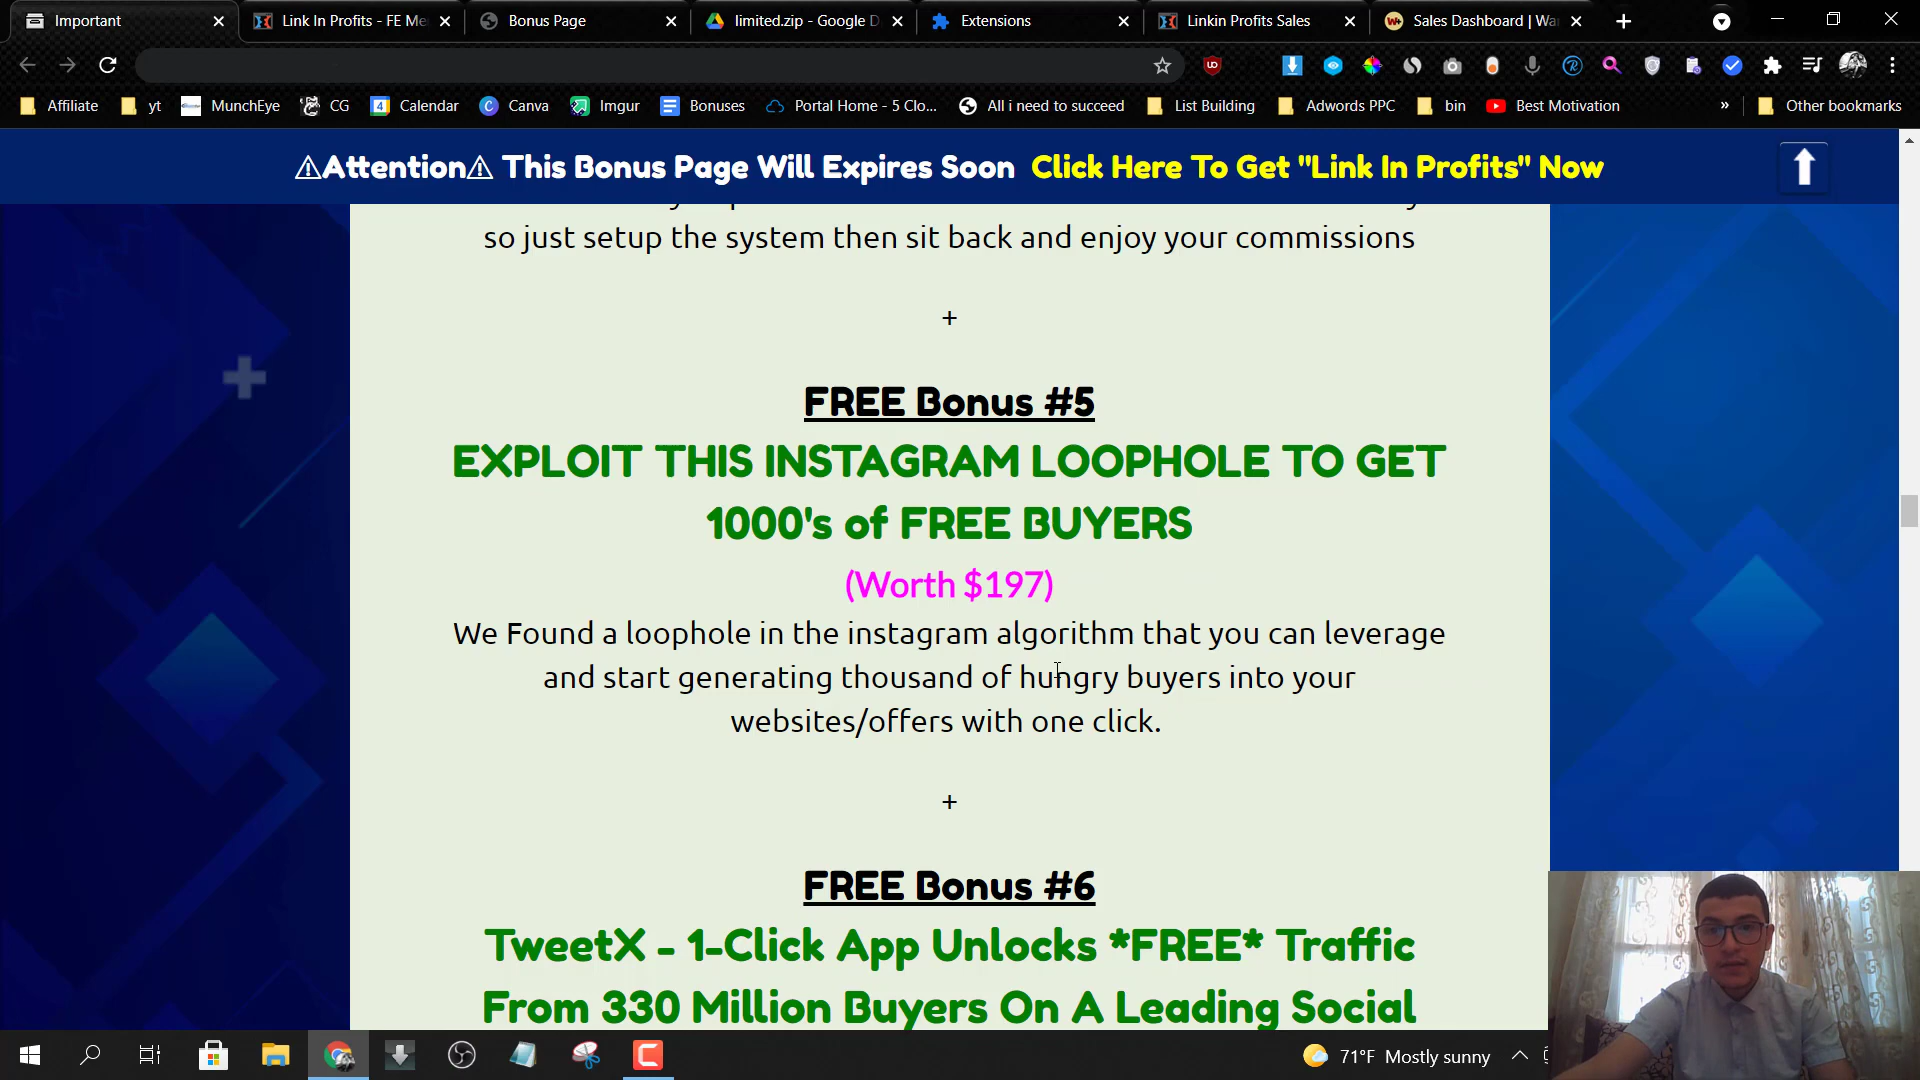 Important
Link In Profits - FE Me
Bonus Page
limited.zip - Google D
Extensions
Linkin Profits Sales
Sales Dashboard | Wa
Affiliate
yt
MunchEye
CG
Calendar
Canva
Imgur
Bonuses
Portal Home - 5 Clo...
All i need to succeed
List Building
Adwords PPC
bin
Best Motivation
»
Other bookmarks
⚠Attention⚠ This Bonus Page Will Expires Soon Click Here To Get "Link In Profits" Now
so just setup the system then sit back and enjoy your commissions
+
FREE Bonus #5
EXPLOIT THIS INSTAGRAM LOOPHOLE TO GET
1000's of FREE BUYERS
(Worth $197)
We Found a loophole in the instagram algorithm that you can leverage
and start generating thousand of hungry buyers into your
websites/offers with one click.
+
FREE Bonus #6
TweetX - 1-Click App Unlocks *FREE* Traffic
From 330 Million Buyers On A Leading Social
71°F Mostly sunny